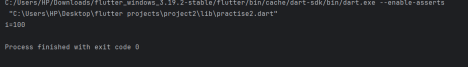 C:/Users/HP/Downloads/flutter_windows_3.19.2-stable/flutter/bin/cache/dart-sdk/bin/dart.exe --enable-asserts
"C:\Users\HP\Desktop\flutter projects\project2\lib\practise2.dart"
i=100
Process finished with exit code 0